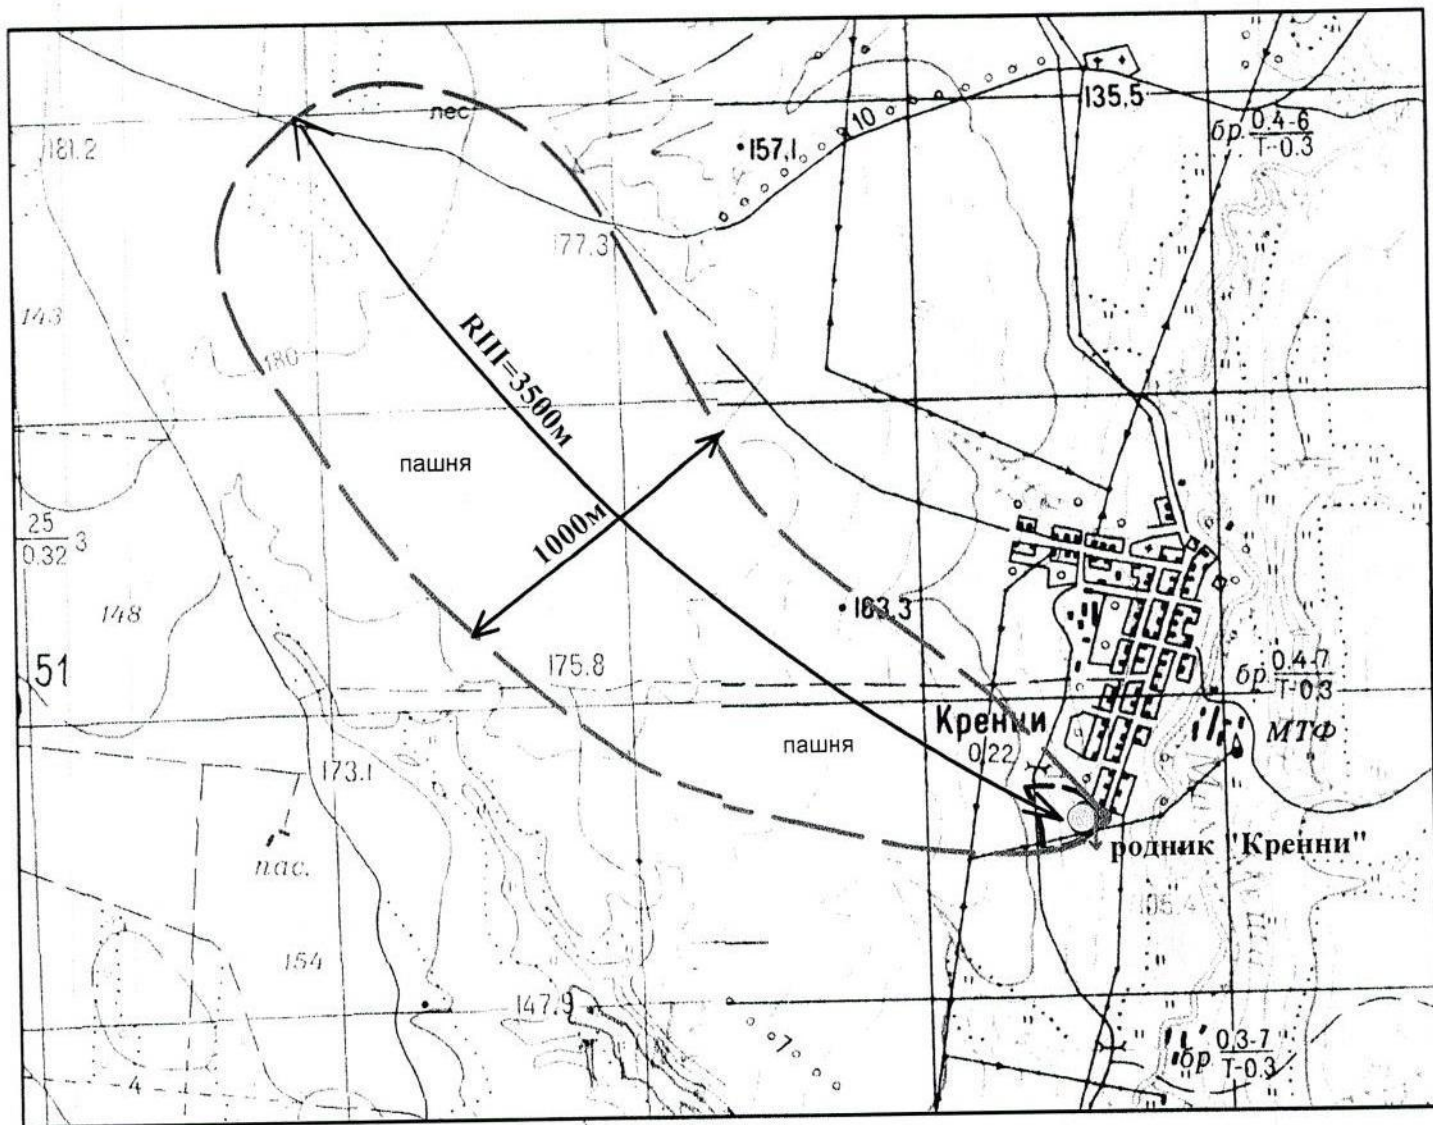 лес
135.5
10
157,1
бр. 0.4-6
Т-0.3
181.2
177.3
143
RIII=3500м
180
пашня
1000м
25
0.32
3
163.3
148
51
175.8
бр. 0.4-7
Т-0.3
Кренни
0.22
МТФ
пашня
173.1
родник "Кренни"
пас.
105.4
154
147.9
7
бр 0.3-7
Т-0.3
4